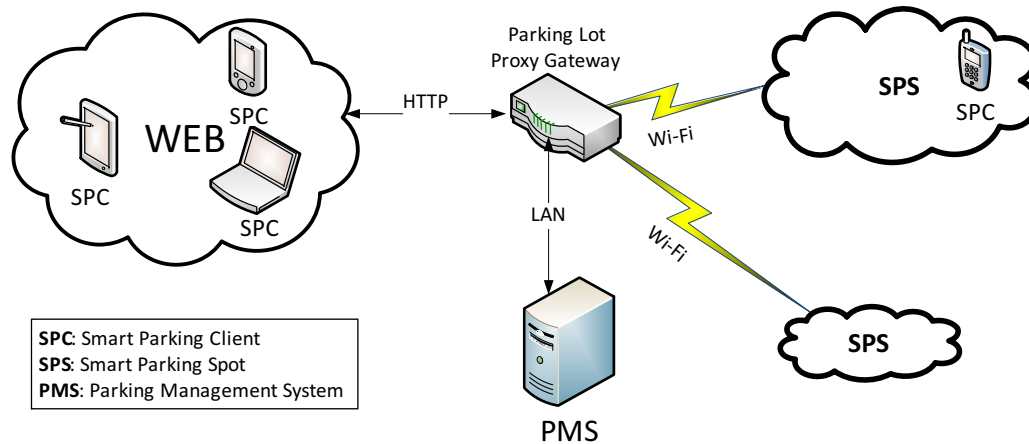 Parking Lot
Proxy Gateway
SPC
WEB
SPC
SPC
HTTP
LAN
Wi-Fi
Wi-Fi
SPS
SPC
SPS
PMS
SPC: Smart Parking Client
SPS: Smart Parking Spot
PMS: Parking Management System